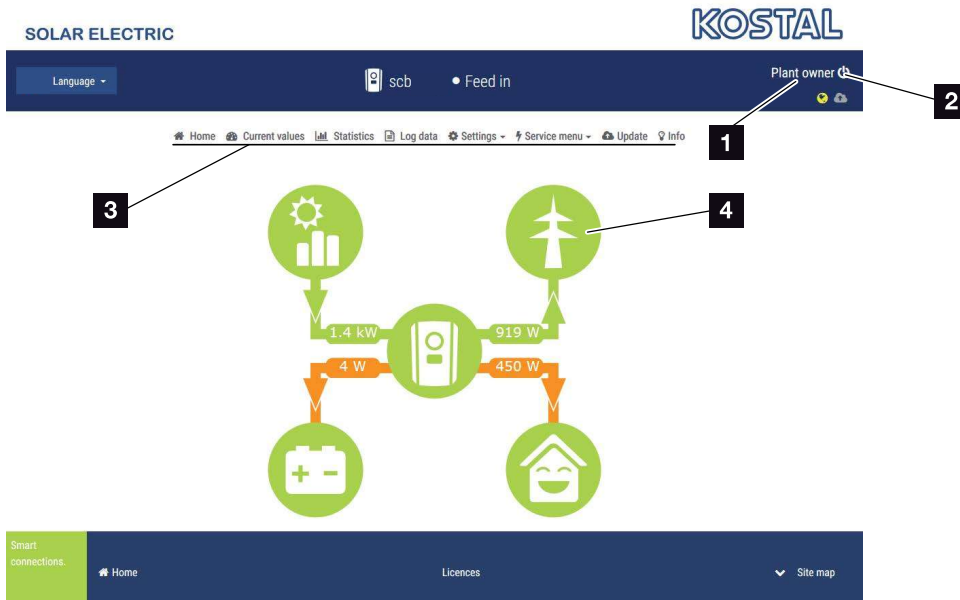 SOLAR ELECTRIC
KOSTAL
Language
scb
Feed in
Plant owner
2
Home Current values Statistics Log data Settings Service menu Update Info
1
3
4
1.4 kW
919 W
4 W
450 W
+ -
Smart
connections.
Home
Licences
Site map